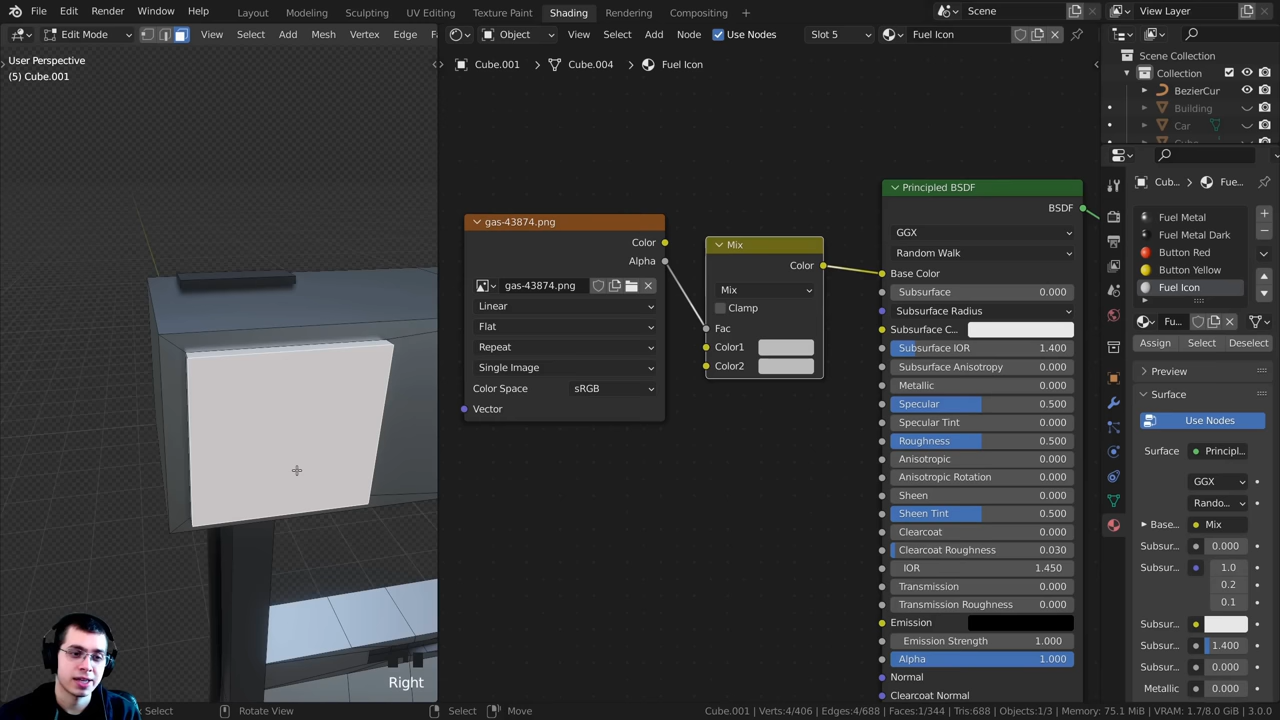 File Edit Render Window Help Layout Modeling Sculpting UV Editing Texture Paint Shading Rendering Compositing Scene View Layer
Edit Mode View Select Add Mesh Vertex Edge Object View Select Add Node Use Nodes Slot 5 Fuel Icon
User Perspective
(5) Cube.001
Cube.001 Cube.004 Fuel Icon
Scene Collection
Collection
BezierCur
Building
Car
Cub... Fue...
Fuel Metal
Fuel Metal Dark
Button Red
Button Yellow
Fuel Icon
Fu...
Assign Select Deselect
Preview
Surface
Use Nodes
Surface Principl...
GGX
Rando...
Base... Mix
Subsur... 0.000
Subsur... 1.0
0.2
0.1
Subsur...
Subsur... 1.400
Subsur... 0.000
Metallic 0.000
gas-43874.png
Color
Alpha
gas-43874.png
Linear
Flat
Repeat
Single Image
Color Space sRGB
Vector
Mix
Color
Mix
Clamp
Fac
Color1
Color2
Principled BSDF
BSDF
GGX
Random Walk
Base Color
Subsurface 0.000
Subsurface Radius
Subsurface C...
Subsurface IOR 1.400
Subsurface Anisotropy 0.000
Metallic 0.000
Specular 0.500
Specular Tint 0.000
Roughness 0.500
Anisotropic 0.000
Anisotropic Rotation 0.000
Sheen 0.000
Sheen Tint 0.500
Clearcoat 0.000
Clearcoat Roughness 0.030
IOR 1.450
Transmission 0.000
Transmission Roughness 0.000
Emission
Emission Strength 1.000
Alpha 1.000
Normal
Clearcoat Normal
Right
Select Rotate View Select Move Cube.001 | Verts:4/406 | Edges:4/688 | Faces:1/344 | Tris:688 | Objects:1/3 | Memory: 75.1 MiB | VRAM: 1.7/8.0 GiB | 3.0.0